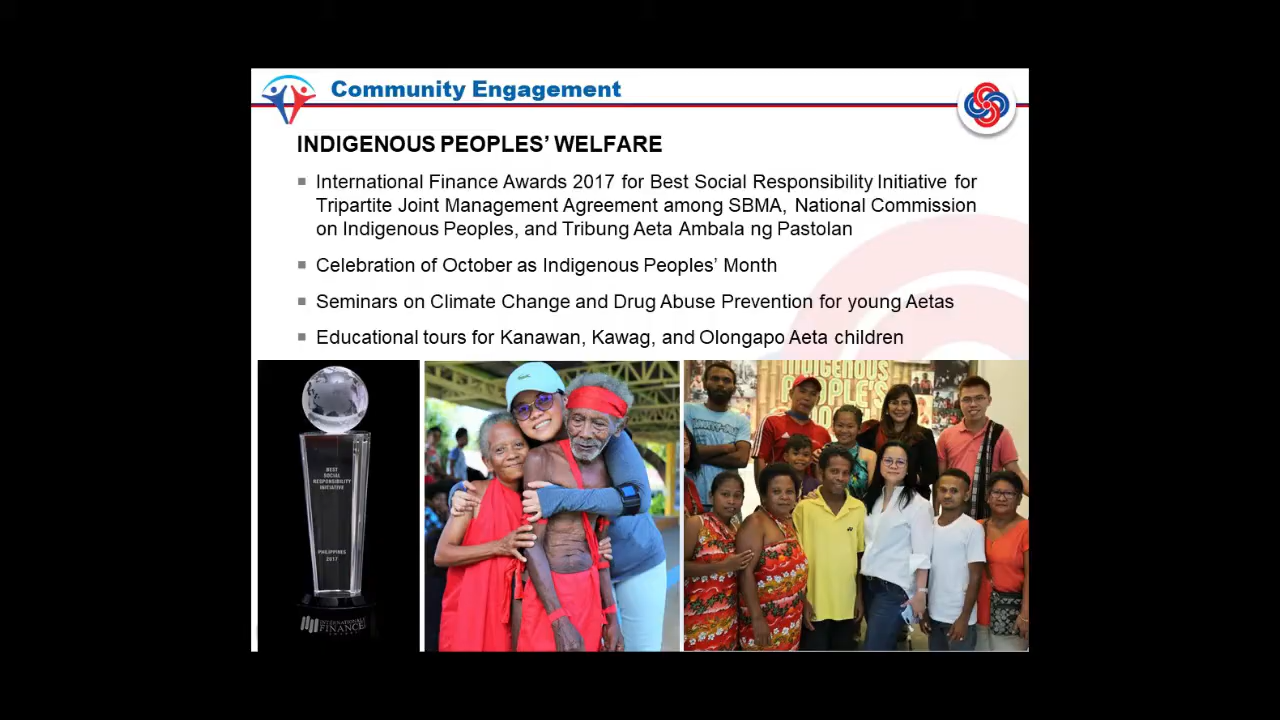 Community Engagement
INDIGENOUS PEOPLES’ WELFARE
▪ International Finance Awards 2017 for Best Social Responsibility Initiative for
Tripartite Joint Management Agreement among SBMA, National Commission
on Indigenous Peoples, and Tribung Aeta Ambala ng Pastolan
▪ Celebration of October as Indigenous Peoples’ Month
▪ Seminars on Climate Change and Drug Abuse Prevention for young Aetas
▪ Educational tours for Kanawan, Kawag, and Olongapo Aeta children
BEST
SOCIAL
RESPONSIBILITY
INITIATIVE
PHILIPPINES
2017
INTERNATIONAL
FINANCE
INDIGENOUS
PEOPLE'S